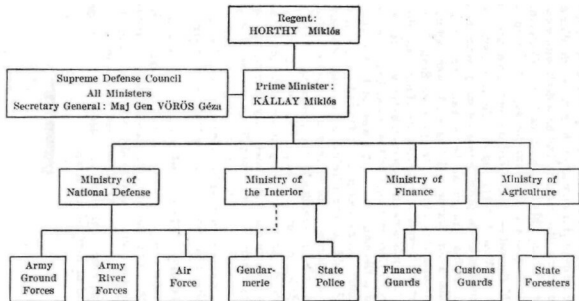 Regent:
HORTHY Miklós
Supreme Defense Council
All Ministers
Secretary General: Maj Gen VÖRÖS Géza
Prime Minister:
KÁLLAY Miklós
Ministry of
National Defense
Ministry of
the Interior
Ministry of
Finance
Ministry of
Agriculture
Army
Ground
Forces
Army
River
Forces
Air
Force
Gendar-
merie
State
Police
Finance
Guards
Customs
Guards
State
Foresters